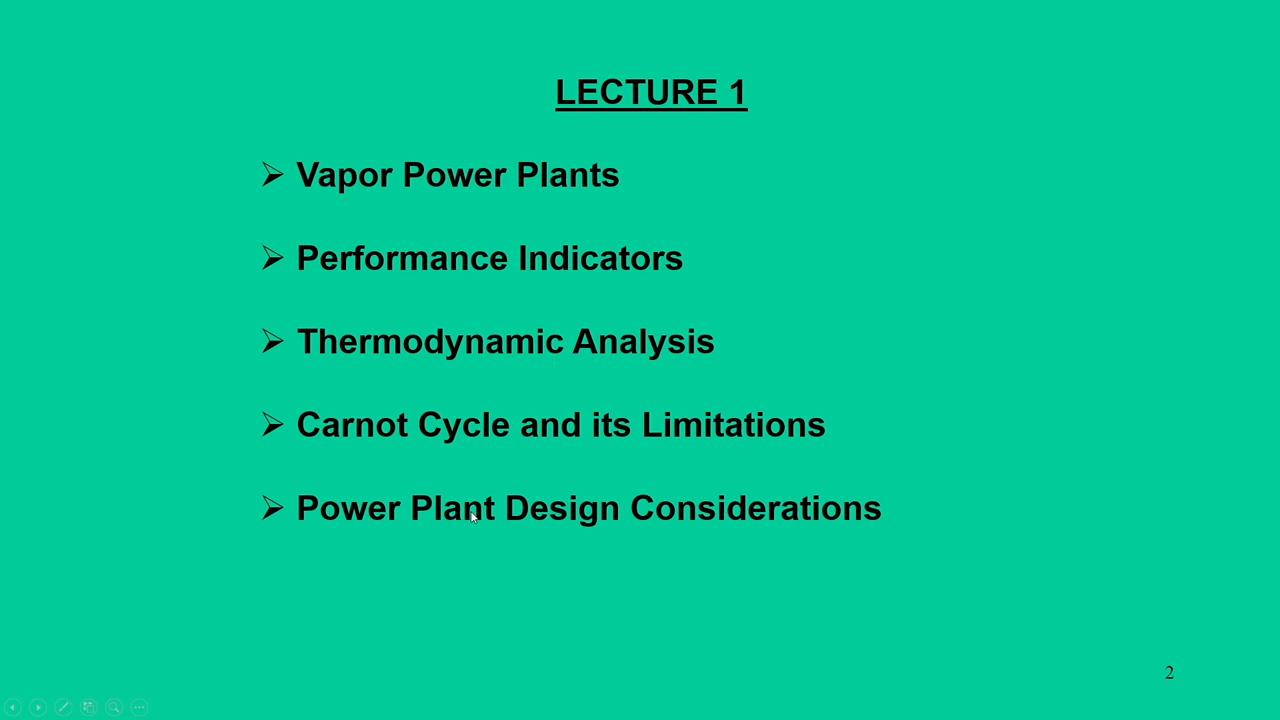 LECTURE 1
➢ Vapor Power Plants
➢ Performance Indicators
➢ Thermodynamic Analysis
➢ Carnot Cycle and its Limitations
➢ Power Plant Design Considerations
2